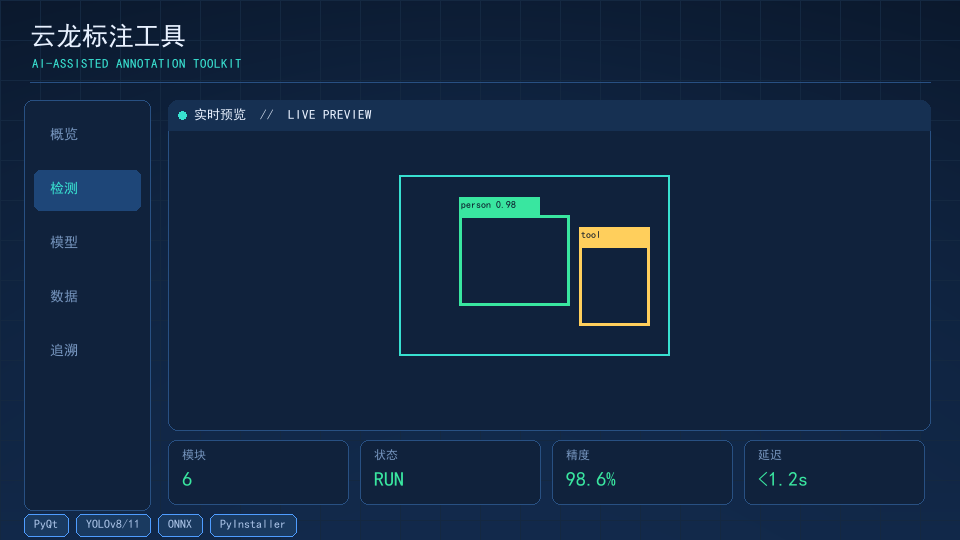 云龙标注工具
AI-ASSISTED ANNOTATION TOOLKIT
概览
检测
模型
数据
追溯
实时预览 // LIVE PREVIEW
person 0.98
tool
模块
6
状态
RUN
精度
98.6%
延迟
<1.2s
PyQt
YOLOv8/11
ONNX
PyInstaller